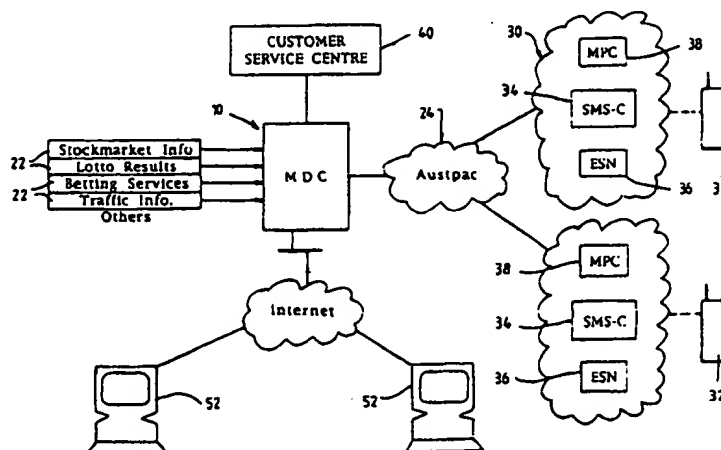 CUSTOMER
SERVICE CENTRE
40
30
MPC
38
34
SMS-C
10
24
22
Stockmarket Info
Lotto Results
22
Betting Services
Traffic Info.
Others
MDC
Austpac
ESN
36
38
MPC
34
SMS-C
36
ESN
32
Internet
52
52